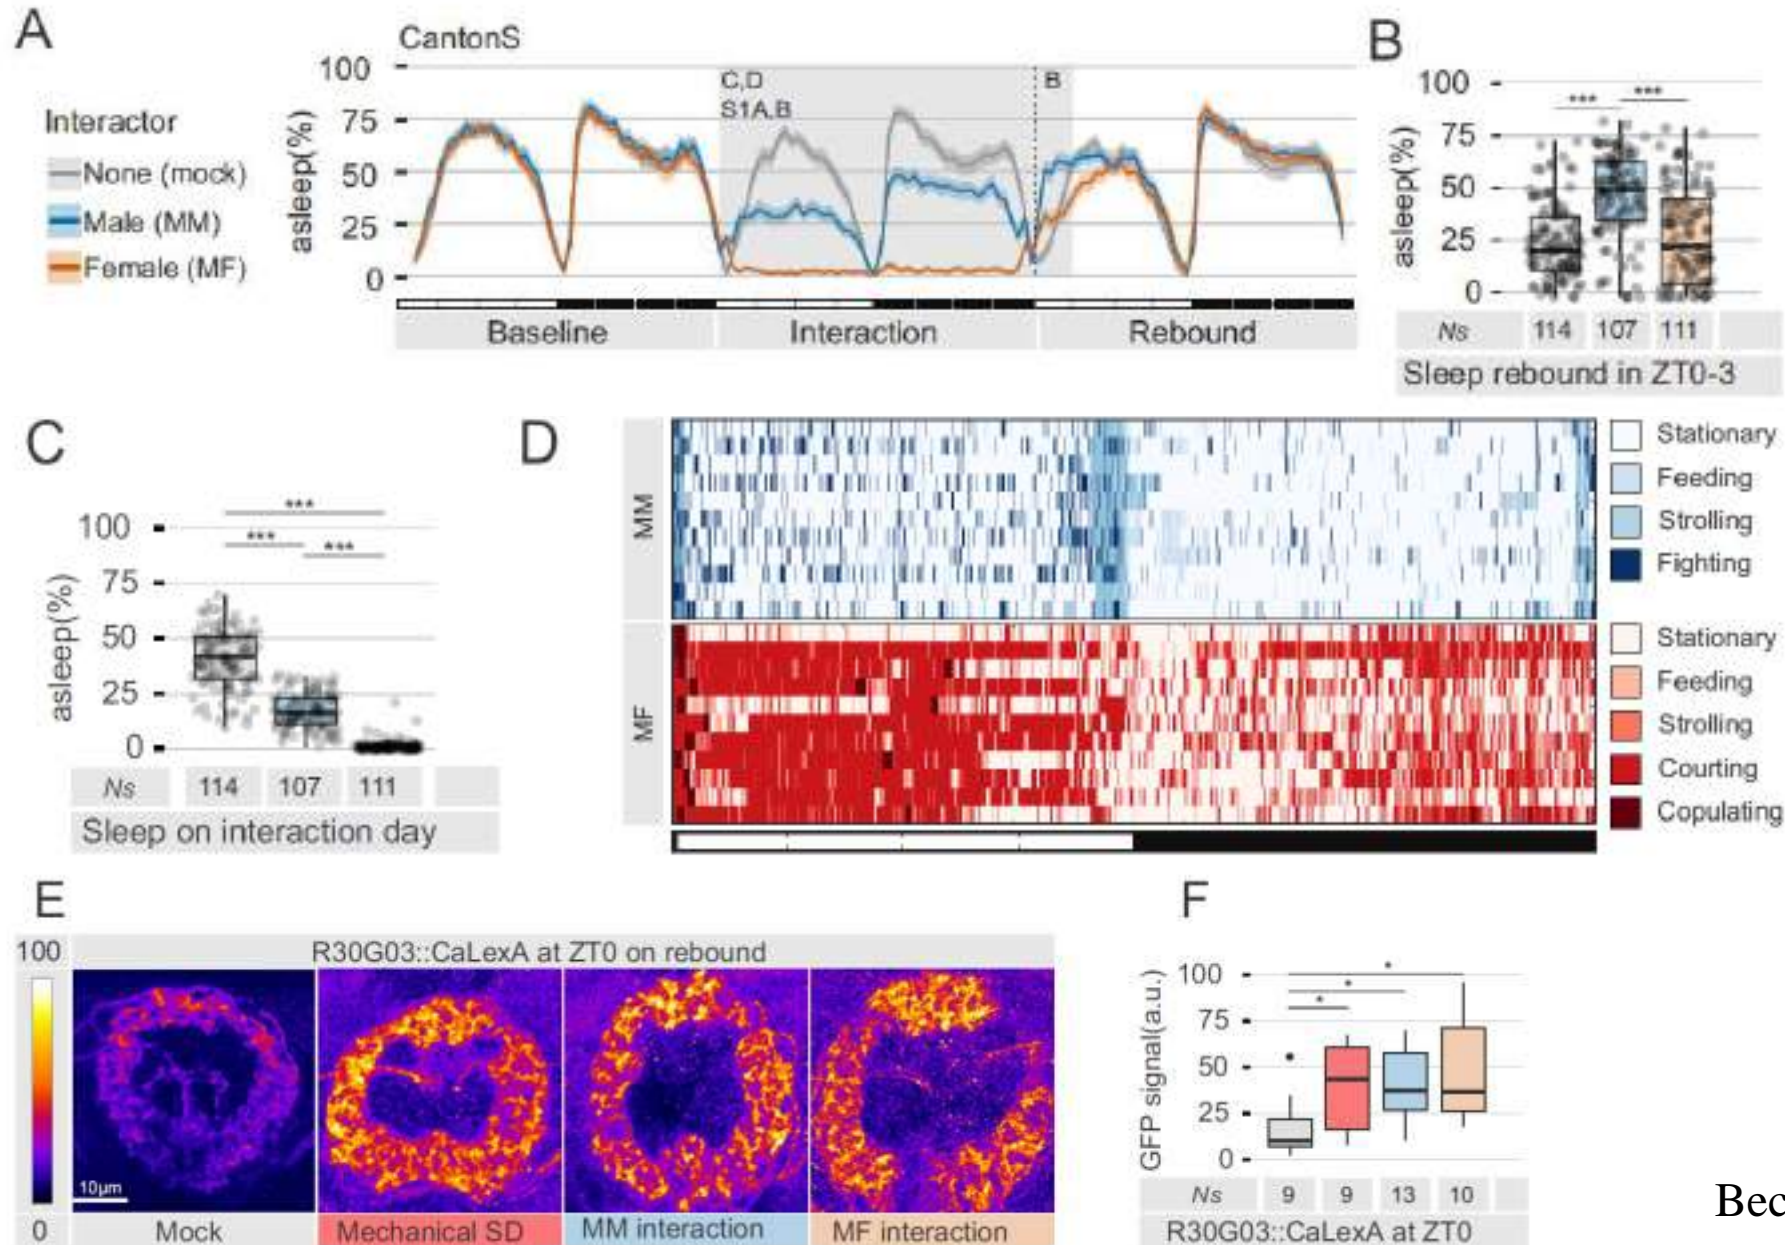 A
CantonS
Interactor
None (mock)
Male (MM)
Female (MF)
asleep(%)
100
75
50
25
0
C,D
S1A,B
B
Baseline
Interaction
Rebound
B
asleep(%)
100
75
50
25
0
***
***
Ns 114 107 111
Sleep rebound in ZT0-3
C
asleep(%)
100
75
50
25
0
***
***
***
Ns 114 107 111
Sleep on interaction day
D
MM
Stationary
Feeding
Strolling
Fighting
MF
Stationary
Feeding
Strolling
Courting
Copulating
E
100
0
R30G03::CaLexA at ZT0 on rebound
10µm
Mock
Mechanical SD
MM interaction
MF interaction
F
GFP signal(a.u.)
100
75
50
25
0
*
*
*
Ns 9 9 13 10
R30G03::CaLexA at ZT0
Bec